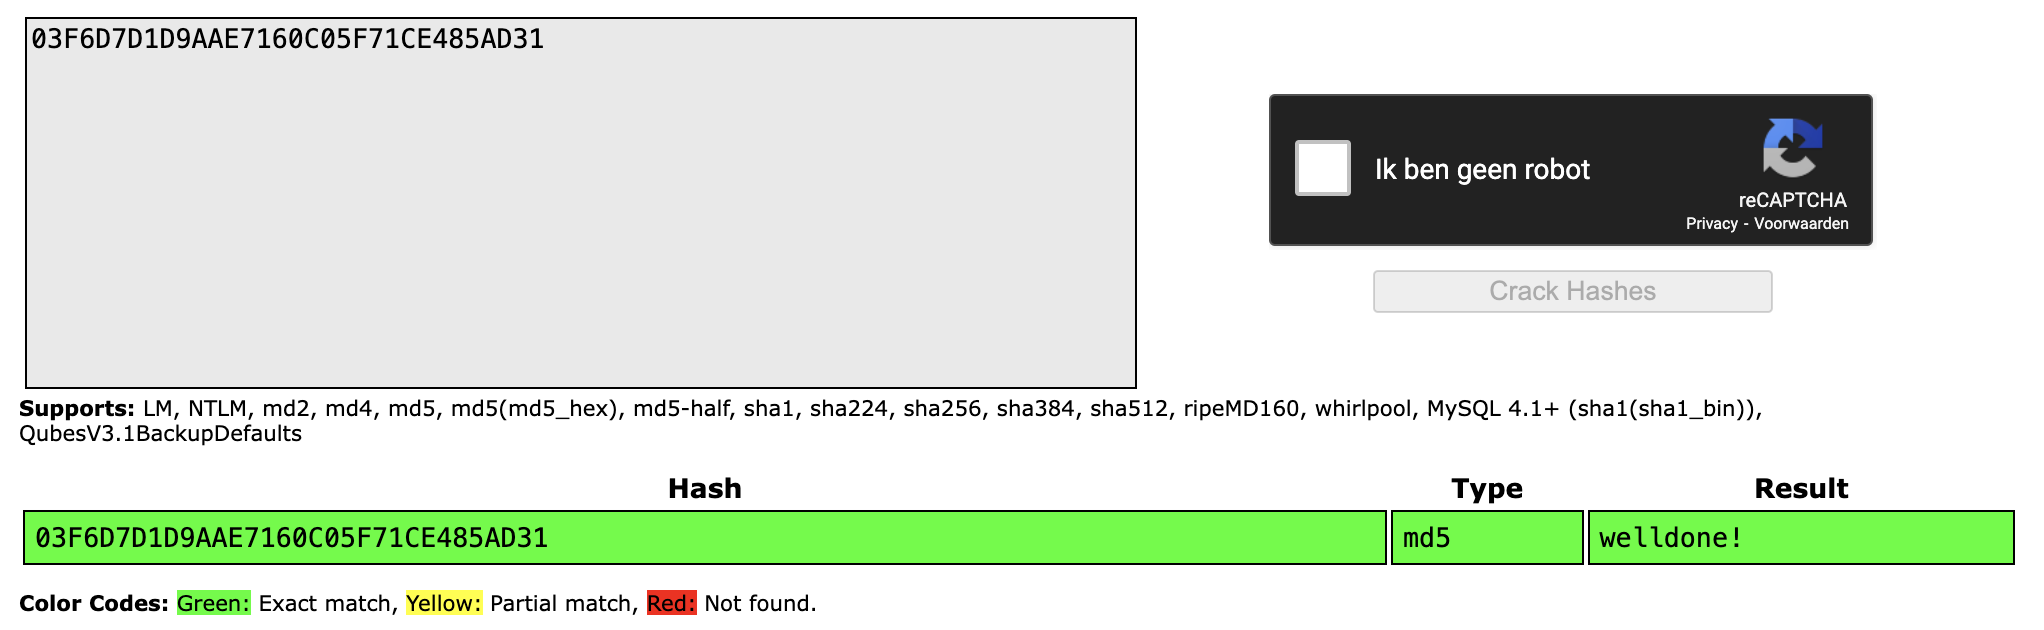 03F6D7D1D9AAE7160C05F71CE485AD31
Ik ben geen robot
reCAPTCHA
Privacy - Voorwaarden
Crack Hashes
Supports: LM, NTLM, md2, md4, md5, md5(md5_hex), md5-half, sha1, sha224, sha256, sha384, sha512, ripeMD160, whirlpool, MySQL 4.1+ (sha1(sha1_bin)),
QubesV3.1BackupDefaults
Hash Type Result
03F6D7D1D9AAE7160C05F71CE485AD31 md5 welldone!
Color Codes: Green: Exact match, Yellow: Partial match, Red: Not found.